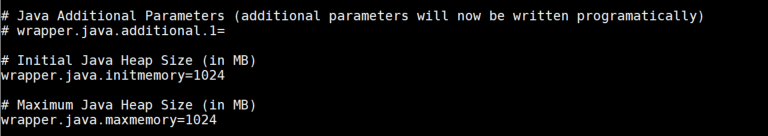 # Java Additional Parameters (additional parameters will now be written programatically)
# wrapper.java.additional.1=
# Initial Java Heap Size (in MB)
wrapper.java.initmemory=1024
# Maximum Java Heap Size (in MB)
wrapper.java.maxmemory=1024